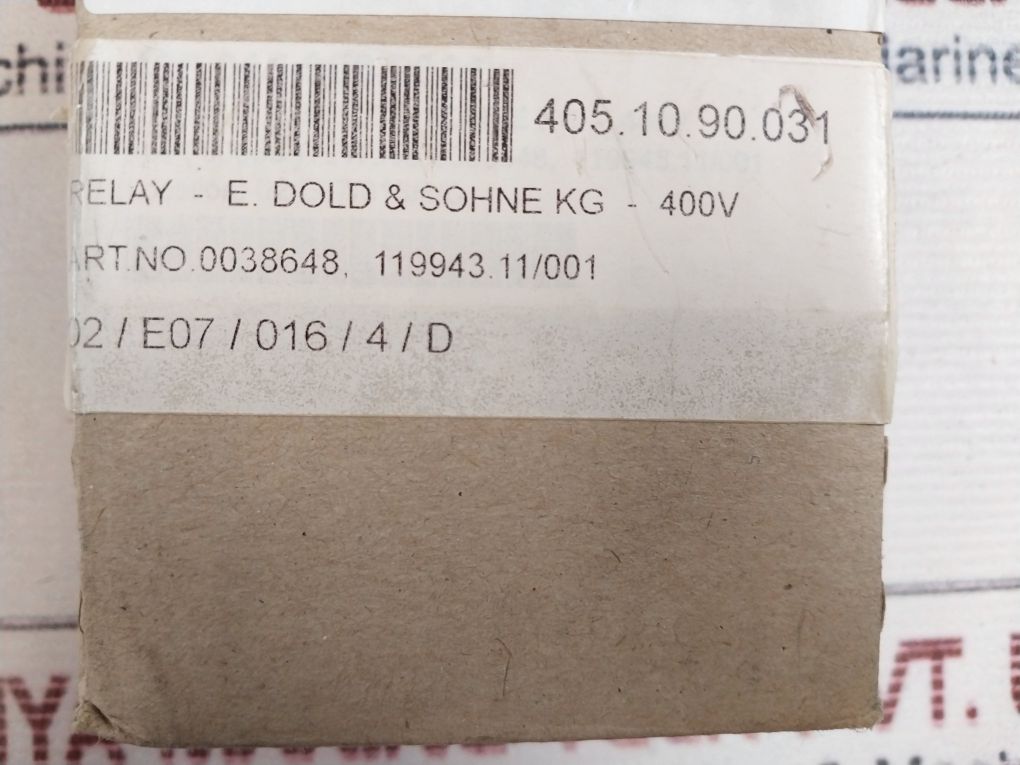 405.10.90.031
RELAY - E. DOLD & SOHNE KG - 400V
ART.NO.0038648, 119943.11/001
02 / E07 / 016 / 4 / D